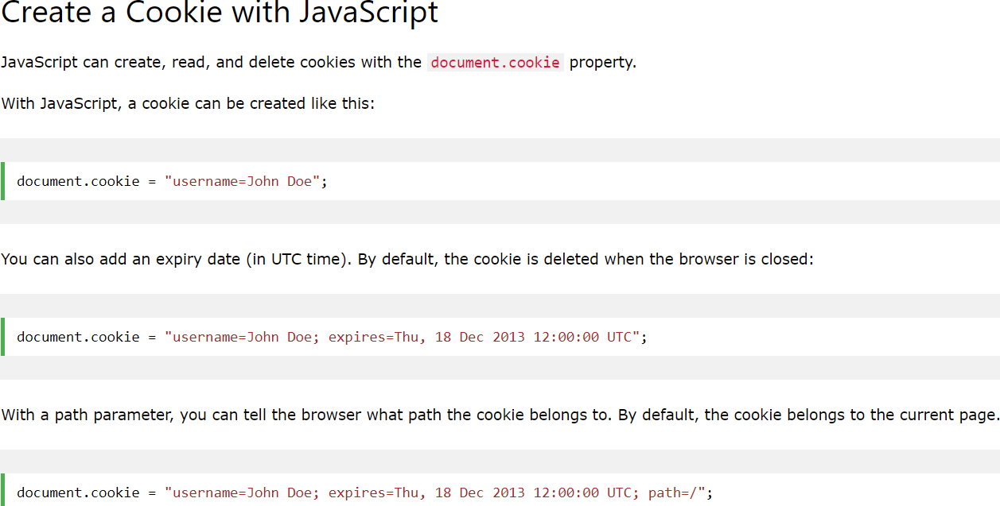 Create a Cookie with JavaScript
JavaScript can create, read, and delete cookies with the document.cookie property.
With JavaScript, a cookie can be created like this:
document.cookie = "username=John Doe";
You can also add an expiry date (in UTC time). By default, the cookie is deleted when the browser is closed:
document.cookie = "username=John Doe; expires=Thu, 18 Dec 2013 12:00:00 UTC";
With a path parameter, you can tell the browser what path the cookie belongs to. By default, the cookie belongs to the current page.
document.cookie = "username=John Doe; expires=Thu, 18 Dec 2013 12:00:00 UTC; path=/";